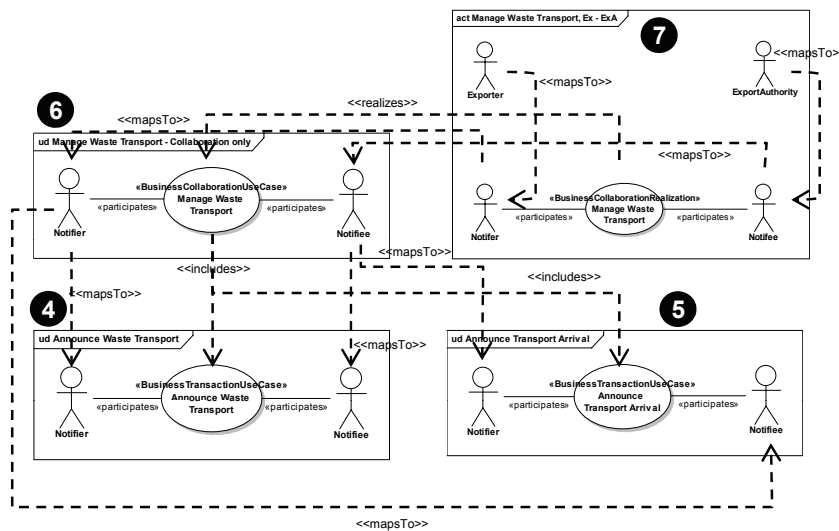 act Manage Waste Transport, Ex - ExA
7
<<mapsTo>>
<<mapsTo>>
Exporter
ExportAuthority
6
<<realizes>>
<<mapsTo>>
ud Manage Waste Transport - Collaboration only
<<mapsTo>>
«BusinessCollaborationUseCase»
Manage Waste
Transport
«participates»
«participates»
Notifier
Notifiee
«BusinessCollaborationRealization»
Manage Waste
Transport
«participates»
«participates»
Notifer
Notifee
<<mapsTo>>
<<includes>>
<<includes>>
<<mapsTo>>
4
5
ud Announce Waste Transport
<<mapsTo>>
ud Announce Transport Arrival
«BusinessTransactionUseCase»
Announce Waste
Transport
«participates»
«participates»
Notifier
Notifiee
«BusinessTransactionUseCase»
Announce
Transport Arrival
«participates»
«participates»
Notifier
Notifiee
<<mapsTo>>